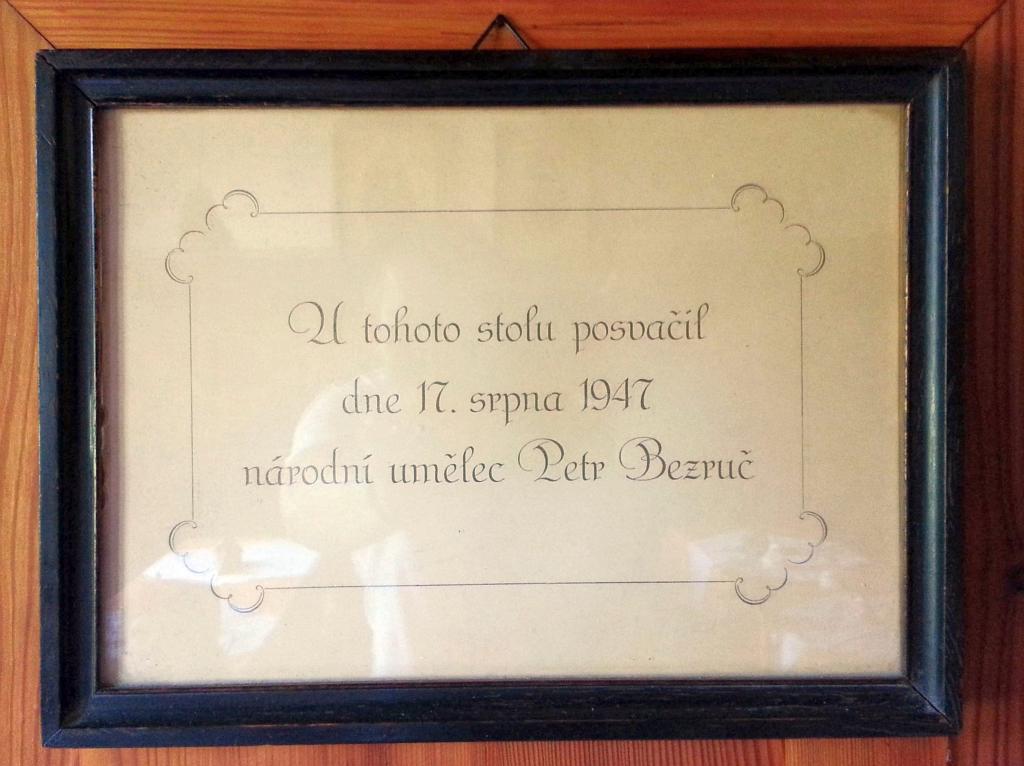 U tohoto stolu posvačil
dne 17. srpna 1947
národní umělec Petr Bezruč